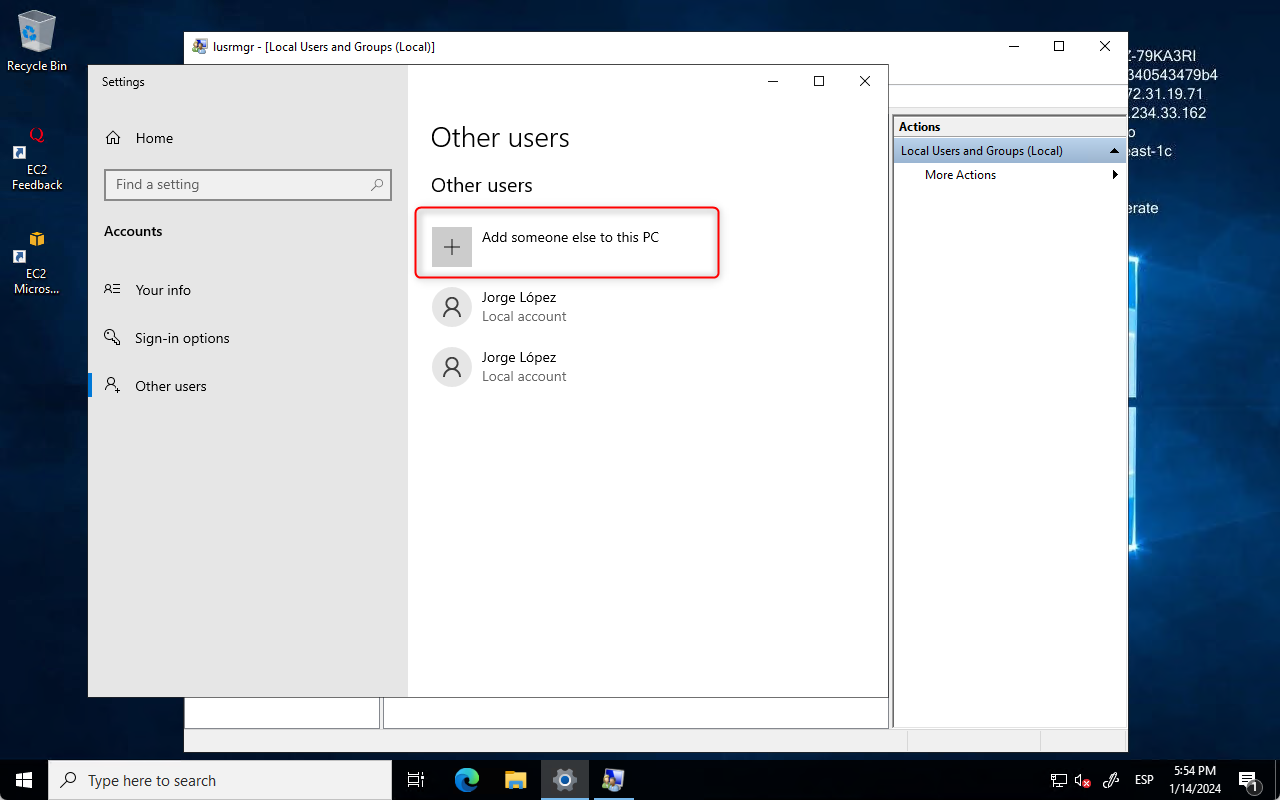 Recycle Bin
EC2
Feedback
EC2
Micros...
lusrmgr - [Local Users and Groups (Local)]
Settings
Home
Find a setting
Accounts
Your info
Sign-in options
Other users
Other users
Other users
Add someone else to this PC
Jorge López
Local account
Jorge López
Local account
Actions
Local Users and Groups (Local)
More Actions
Z-79KA3RI
340543479b4
72.31.19.71
.234.33.162
o
east-1c
erate
Type here to search
ESP
5:54 PM
1/14/2024
1